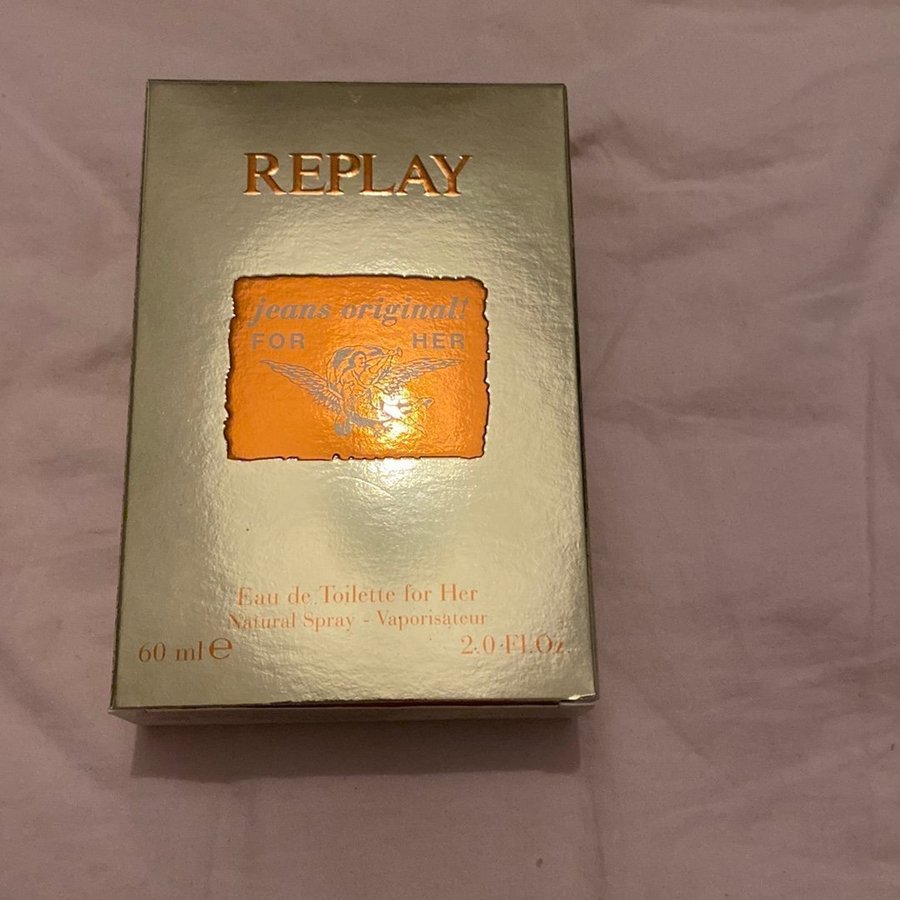 REPLAY
jeans original!
FOR HER
Eau de Toilette for Her
Natural Spray - Vaporisateur
60 ml ℮ 2.0 Fl.Oz.